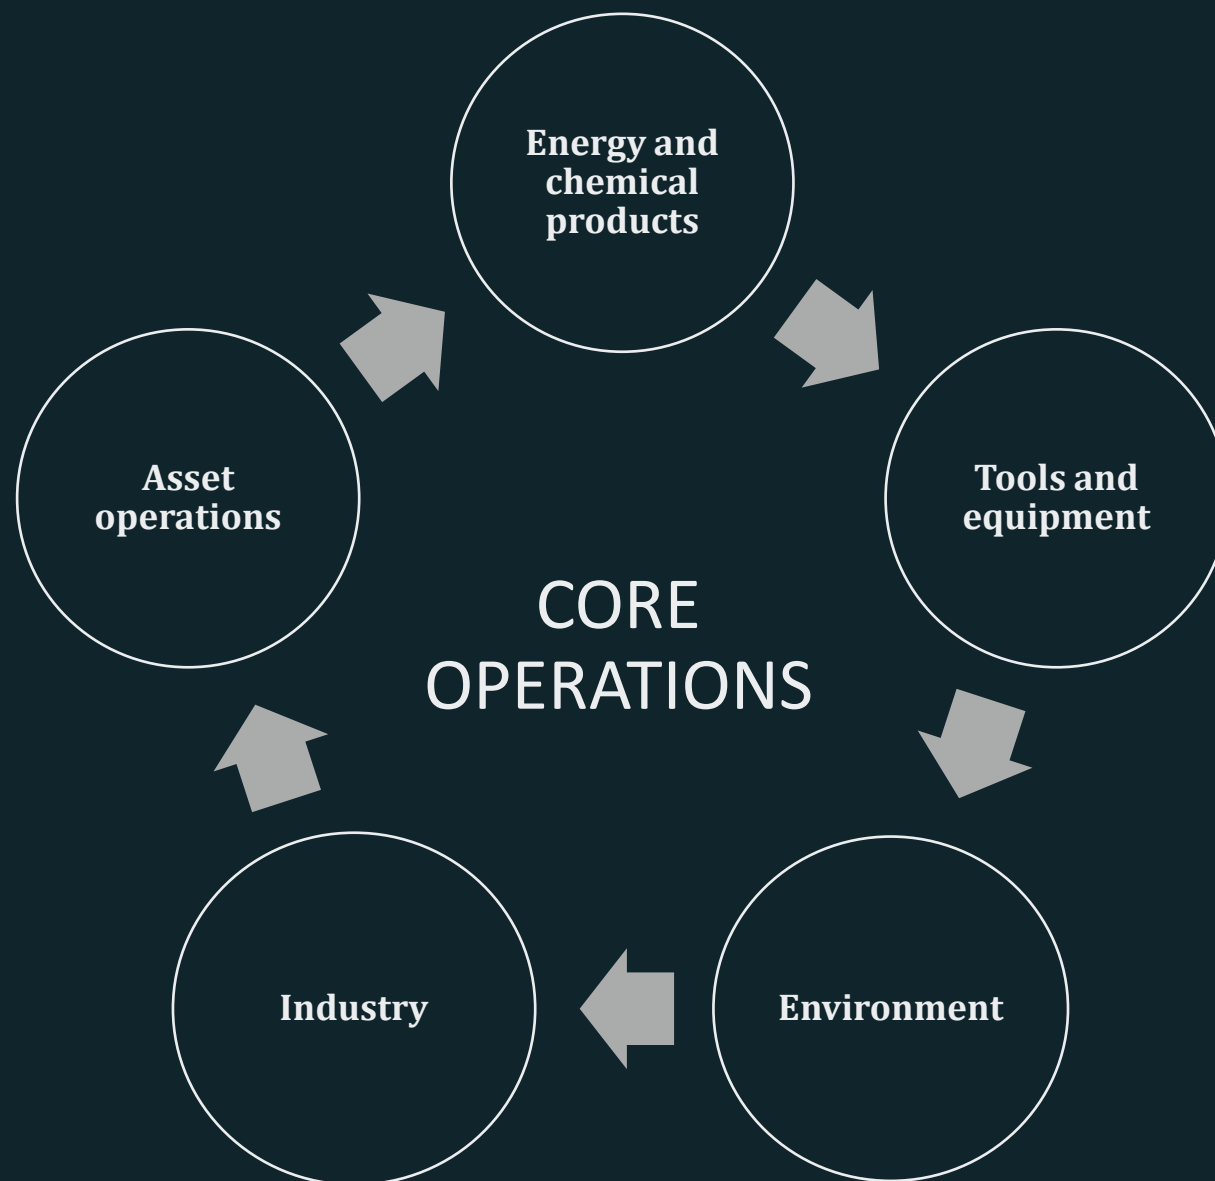 Energy and
chemical
products
Asset
operations
Tools and
equipment
CORE
OPERATIONS
Industry
Environment